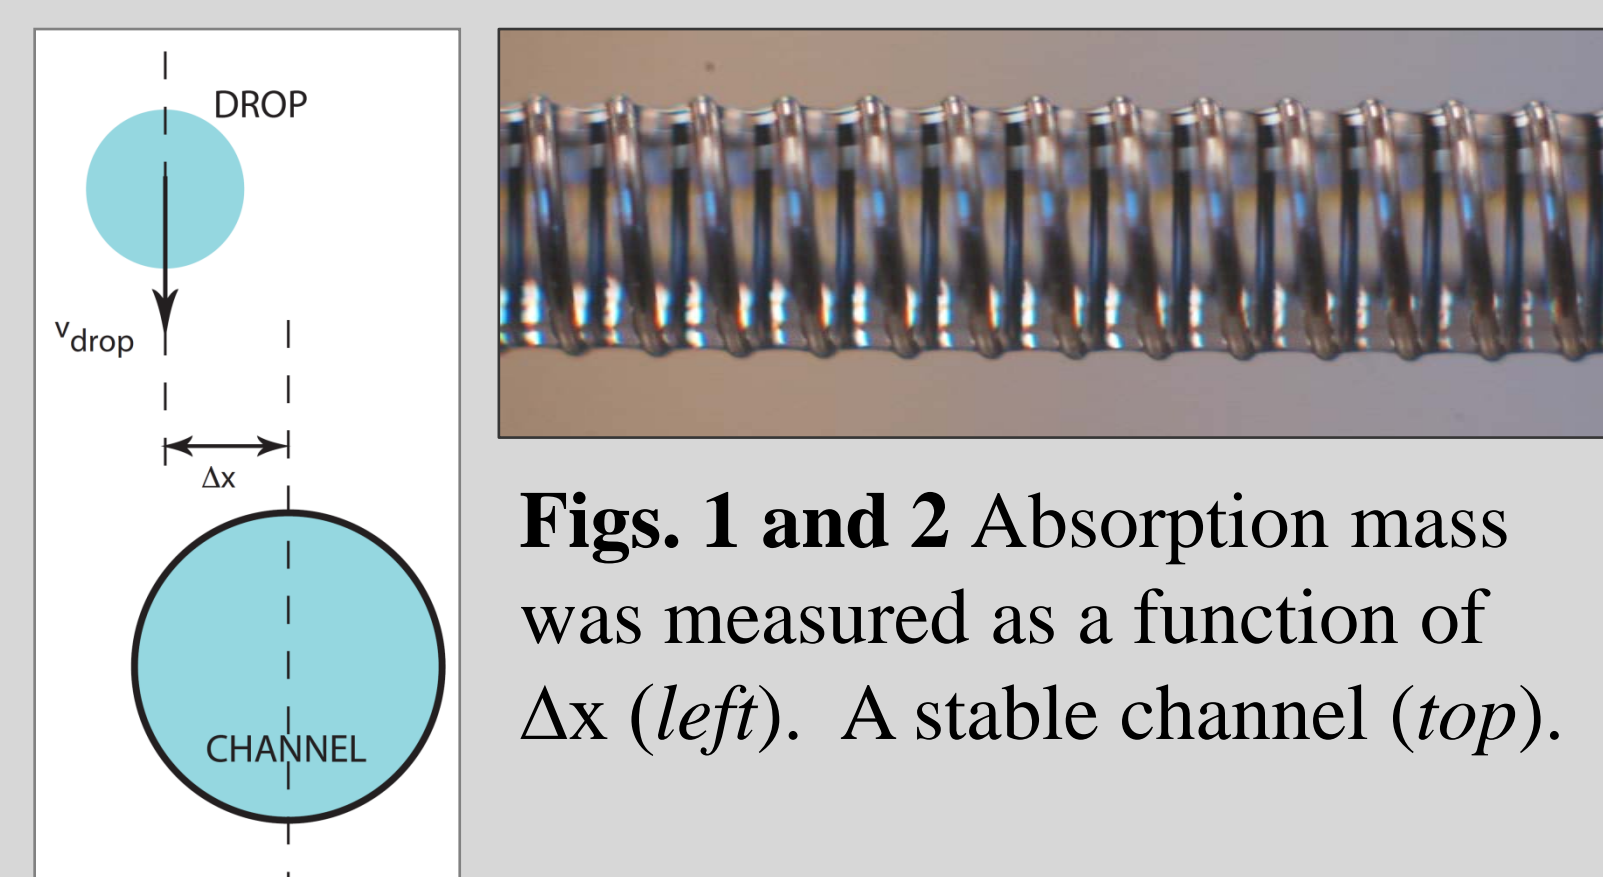 DROP
vdrop
Δx
CHANNEL
Figs. 1 and 2 Absorption mass
was measured as a function of
Δx (left). A stable channel (top).